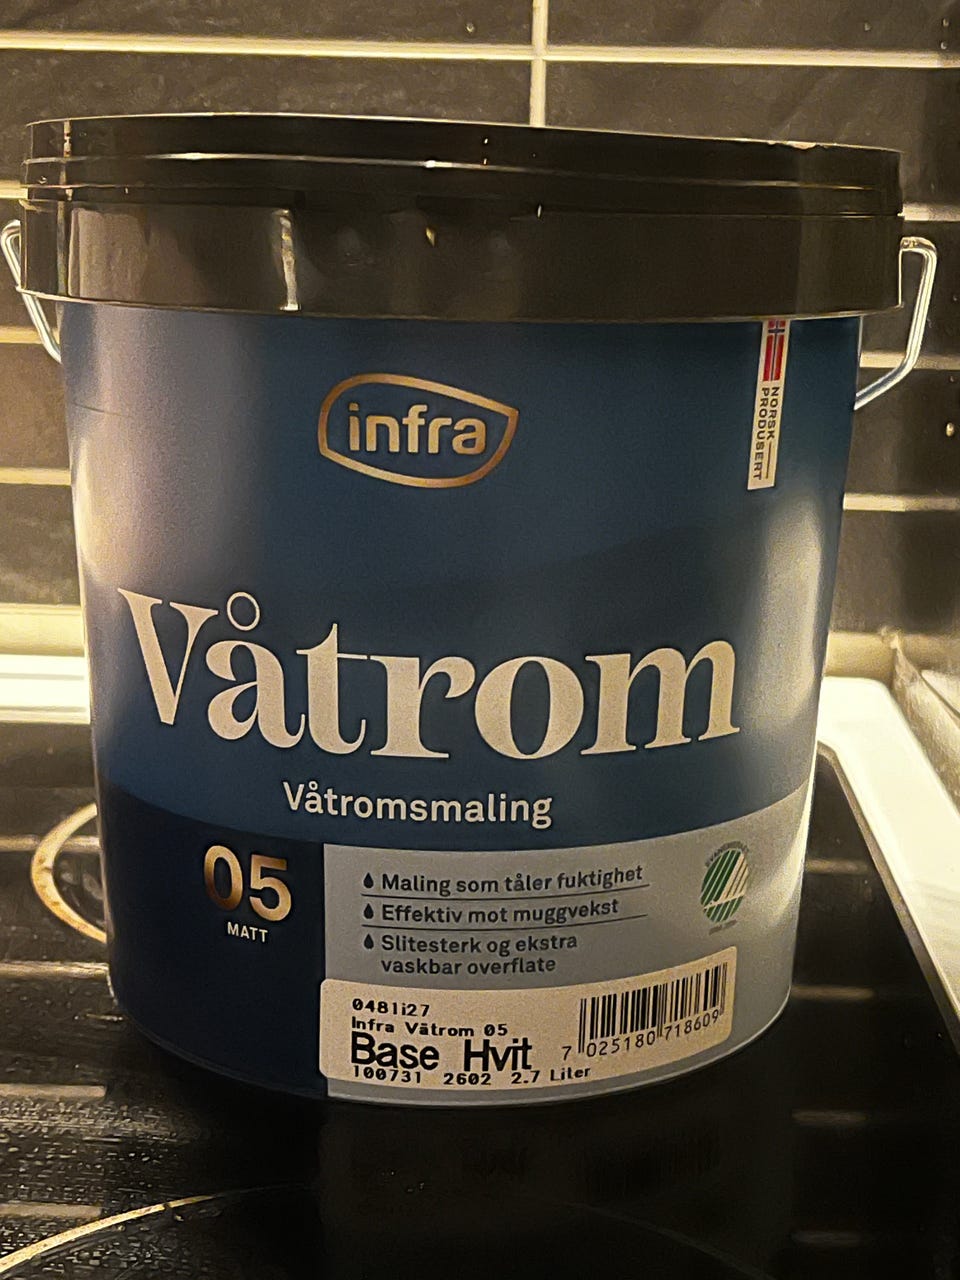 infra
NORSK
PRODUSERT
Våtrom
Våtromsmaling
05
MATT
Maling som tåler fuktighet
Effektiv mot muggvekst
Slitesterk og ekstra
vaskbar overflate
0481i27
Infra Våtrom 05
Base Hvit
100731 2602 2.7 Liter
7 025180 718609